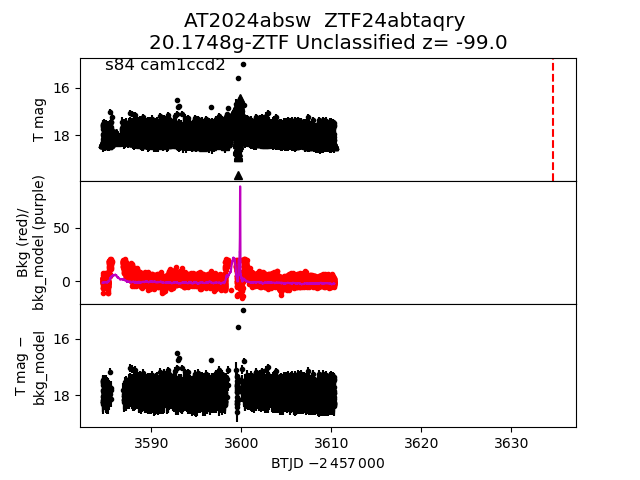 AT2024absw  ZTF24abtaqry
20.1748g-ZTF Unclassified z= -99.0
s84 cam1ccd2
T mag
16
18
Bkg (red)/
bkg_model (purple)
50
0
T mag −
bkg_model
16
18
3590 3600 3610 3620 3630
BTJD −2 457 000